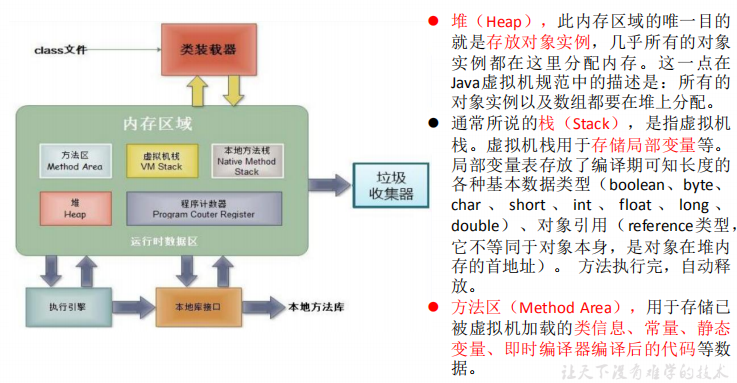 class文件
类装载器
内存区域
方法区
Method Area
虚拟机栈
VM Stack
本地方法栈
Native Method
Stack
堆
Heap
程序计数器
Program Couter Register
运行时数据区
垃圾
收集器
执行引擎
本地库接口
本地方法库
堆（Heap），此内存区域的唯一目的
就是存放对象实例，几乎所有的对象
实例都在这里分配内存。这一点在
Java虚拟机规范中的描述是：所有的
对象实例以及数组都要在堆上分配。
通常所说的栈（Stack），是指虚拟机
栈。虚拟机栈用于存储局部变量等。
局部变量表存放了编译期可知长度的
各种基本数据类型（boolean、byte、
char 、 short 、 int 、 float 、 long 、
double）、对象引用（reference类型，
它不等同于对象本身，是对象在堆内
存的首地址）。 方法执行完，自动释
放。
方法区（Method Area），用于存储已
被虚拟机加载的类信息、常量、静态
变量、即时编译器编译后的代码等数
据。
让天下没有难学的技术